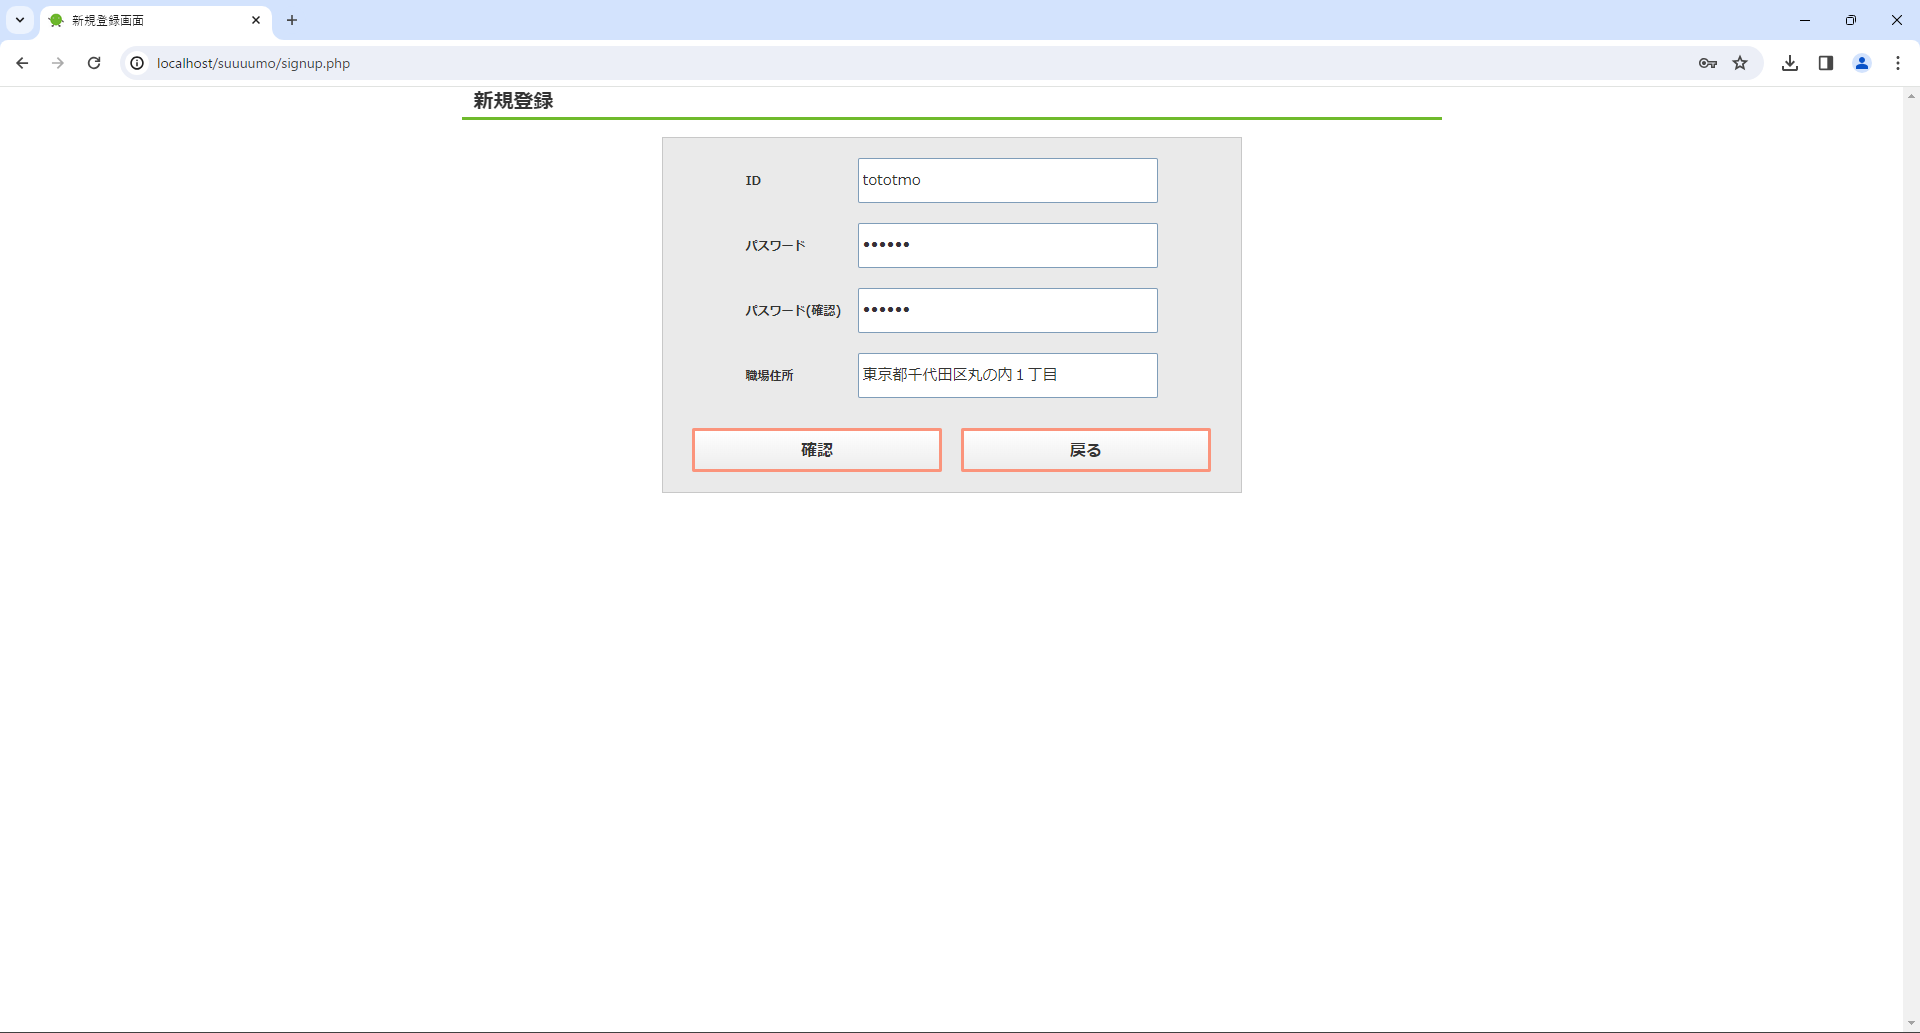 新規登録画面
localhost/suuuumo/signup.php
新規登録
ID
tototmo
パスワード
••••••
パスワード(確認)
••••••
職場住所
東京都千代田区丸の内１丁目
確認
戻る